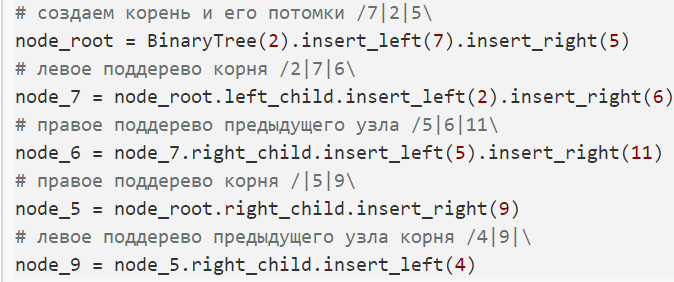 # создаем корень и его потомки /7|2|5\
node_root = BinaryTree(2).insert_left(7).insert_right(5)
# левое поддерево корня /2|7|6\
node_7 = node_root.left_child.insert_left(2).insert_right(6)
# правое поддерево предыдущего узла /5|6|11\
node_6 = node_7.right_child.insert_left(5).insert_right(11)
# правое поддерево корня /|5|9\
node_5 = node_root.right_child.insert_right(9)
# левое поддерево предыдущего узла корня /4|9|\
node_9 = node_5.right_child.insert_left(4)